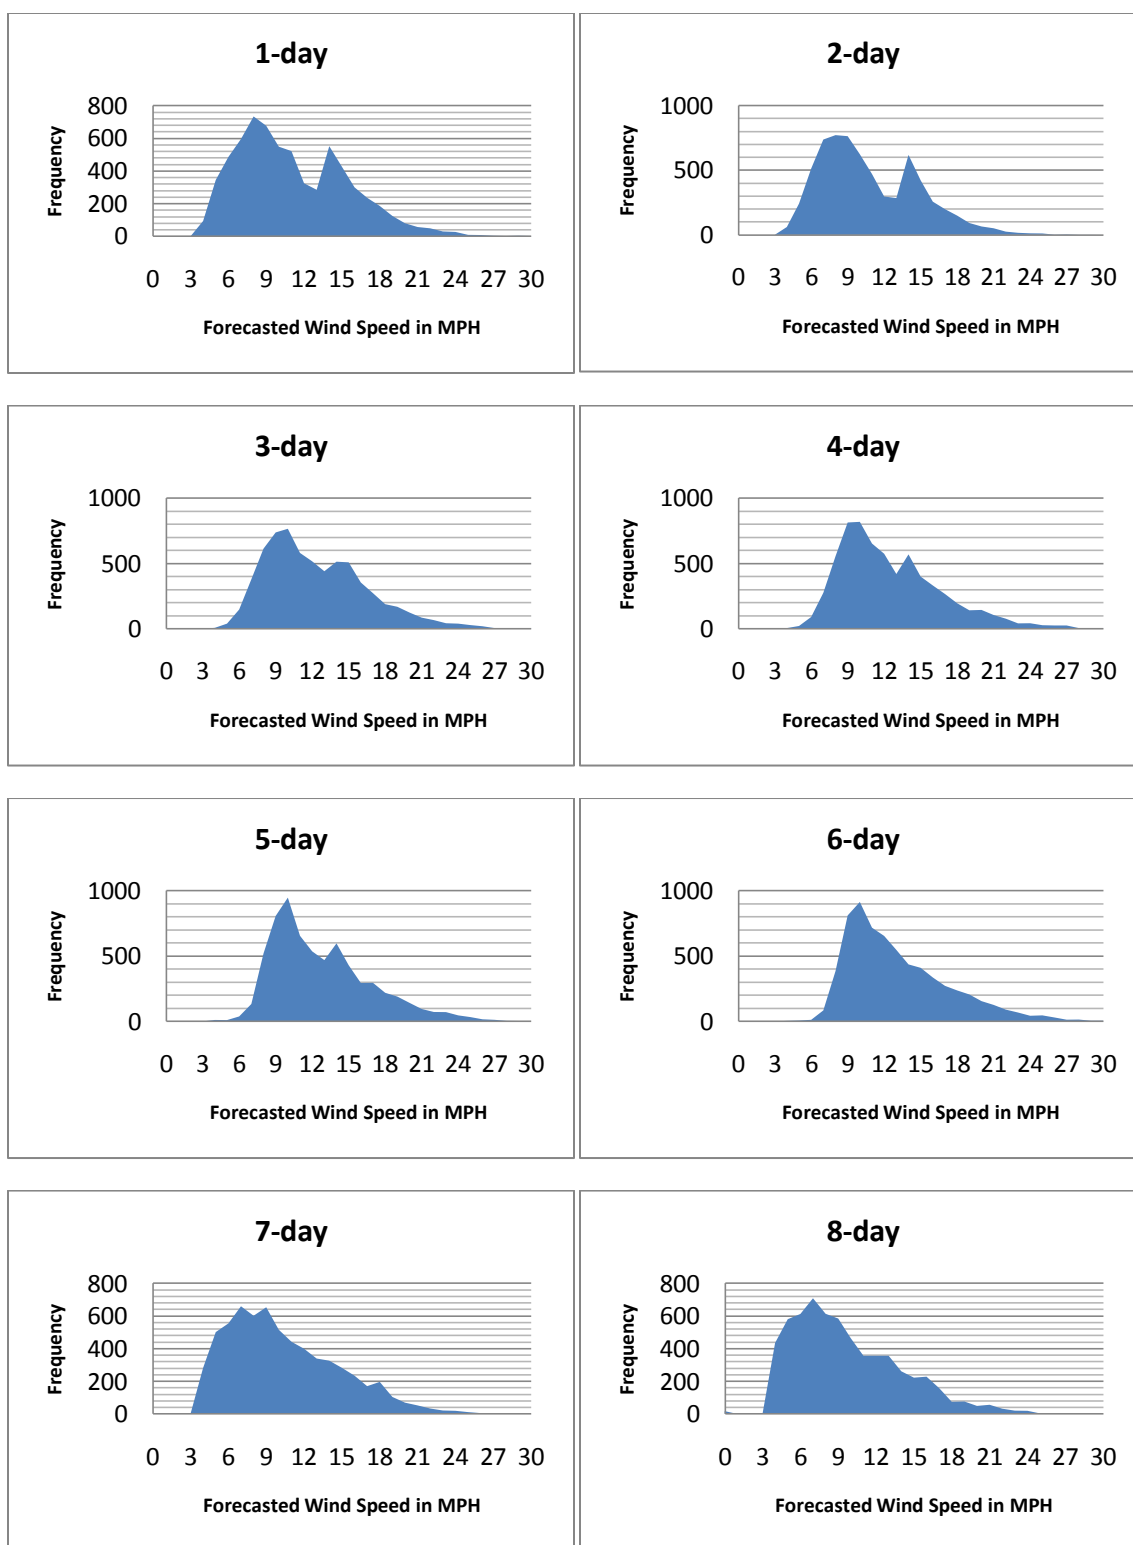 1-day
800
600
400
200
0
Frequency
0 3 6 9 12 15 18 21 24 27 30
Forecasted Wind Speed in MPH
2-day
1000
500
0
Frequency
0 3 6 9 12 15 18 21 24 27 30
Forecasted Wind Speed in MPH
3-day
1000
500
0
Frequency
0 3 6 9 12 15 18 21 24 27 30
Forecasted Wind Speed in MPH
4-day
1000
500
0
Frequency
0 3 6 9 12 15 18 21 24 27 30
Forecasted Wind Speed in MPH
5-day
1000
500
0
Frequency
0 3 6 9 12 15 18 21 24 27 30
Forecasted Wind Speed in MPH
6-day
1000
500
0
Frequency
0 3 6 9 12 15 18 21 24 27 30
Forecasted Wind Speed in MPH
7-day
800
600
400
200
0
Frequency
0 3 6 9 12 15 18 21 24 27 30
Forecasted Wind Speed in MPH
8-day
800
600
400
200
0
Frequency
0 3 6 9 12 15 18 21 24 27 30
Forecasted Wind Speed in MPH